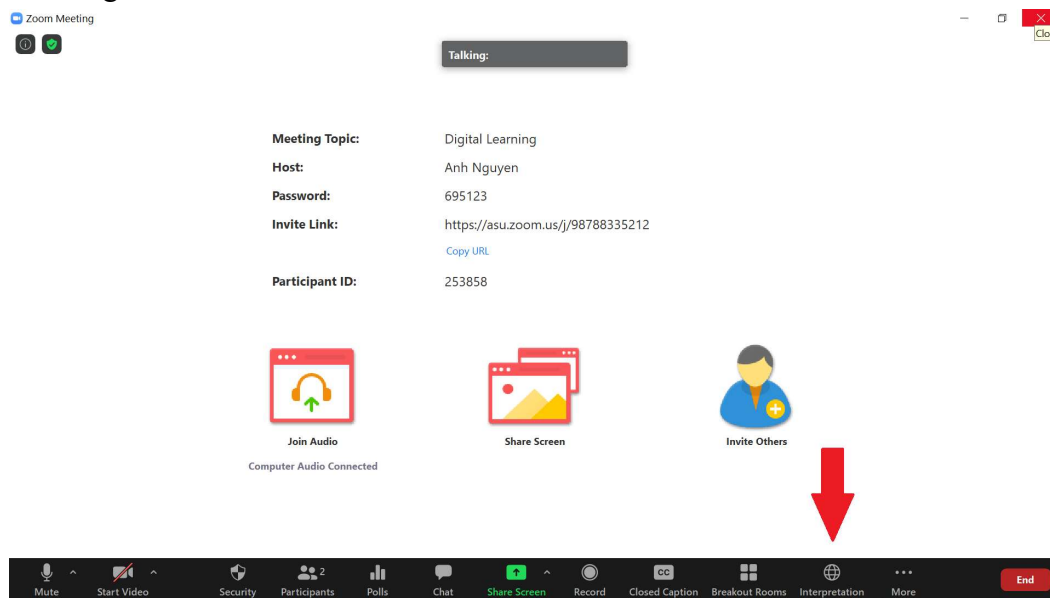 Zoom Meeting
Clo
Talking:
Meeting Topic: Digital Learning
Host: Anh Nguyen
Password: 695123
Invite Link: https://asu.zoom.us/j/98788335212
Copy URL
Participant ID: 253858
Join Audio Share Screen Invite Others
Computer Audio Connected
2
CC
Mute Start Video Security Participants Polls Chat Share Screen Record Closed Caption Breakout Rooms Interpretation More End